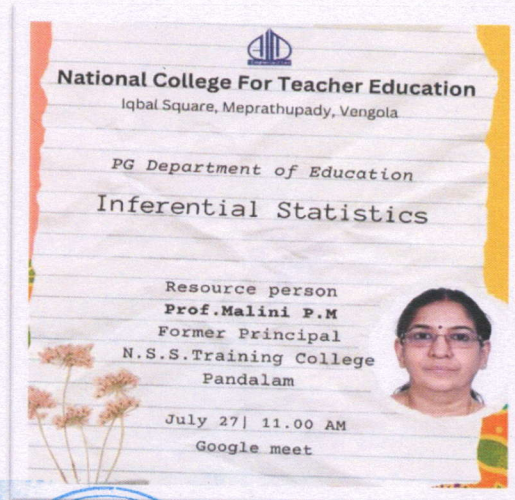 National College For Teacher Education
Iqbal Square, Meprathupady, Vengola
PG Department of Education
Inferential Statistics
Resource person
Prof.Malini P.M
Former Principal
N.S.S.Training College
Pandalam
July 27| 11.00 AM
Google meet